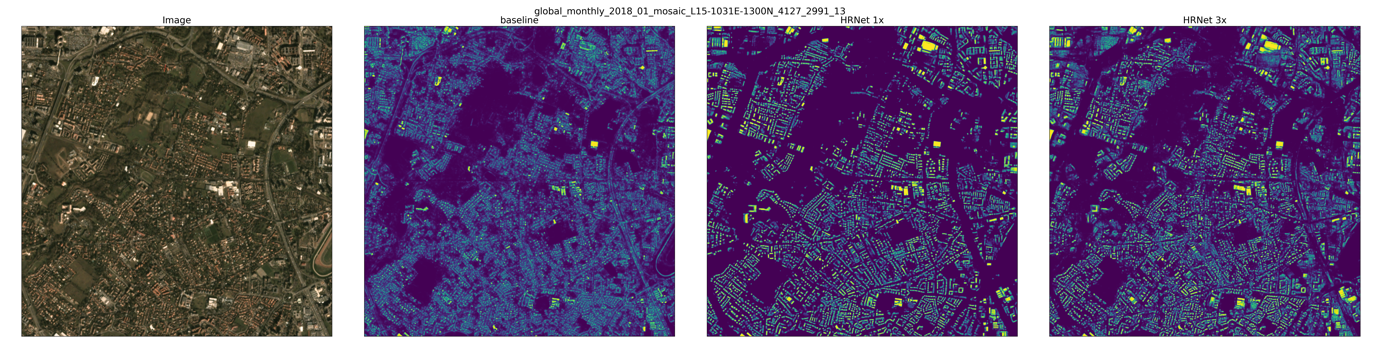 global_monthly_2018_01_mosaic_L15-1031E-1300N_4127_2991_13
Image
baseline
HRNet 1x
HRNet 3x